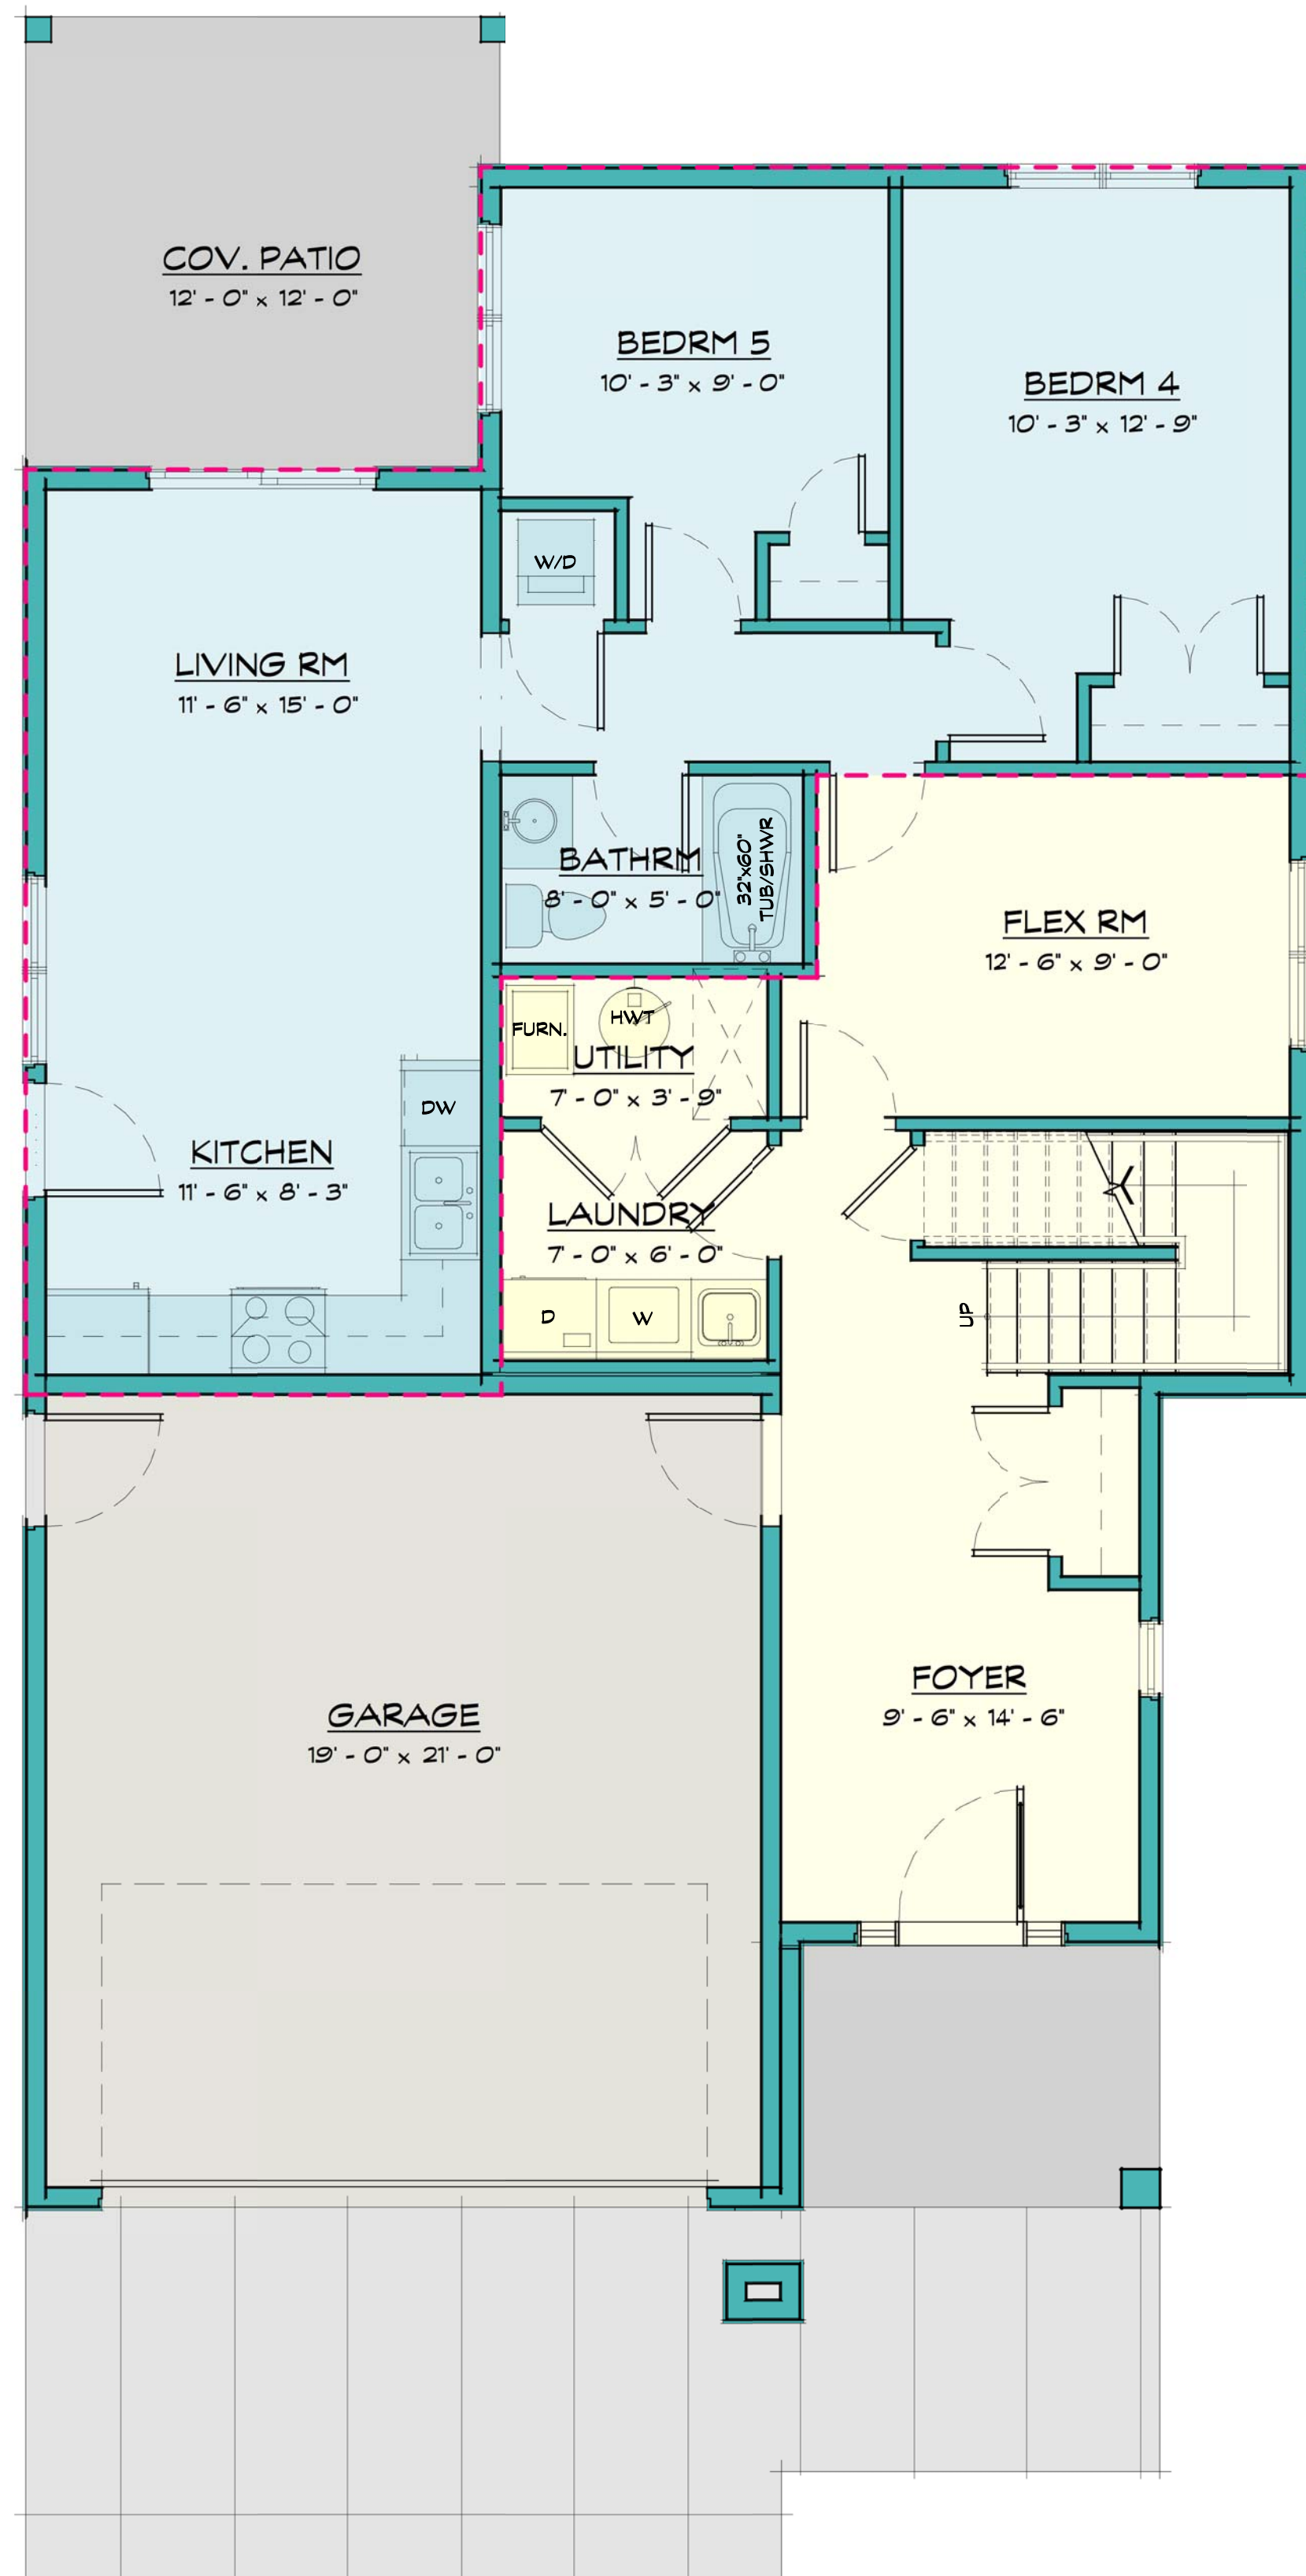 COV. PATIO
12' - 0" x 12' - 0"
BEDRM 5
10' - 3" x 9' - 0"
BEDRM 4
10' - 3" x 12' - 9"
W/D
LIVING RM
11' - 6" x 15' - 0"
BATHRM
8' - 0" x 5' - 0"
32"x60"
TUB/SHWR
FLEX RM
12' - 6" x 9' - 0"
FURN.
HWT
UTILITY
7' - 0" x 3' - 9"
DW
KITCHEN
11' - 6" x 8' - 3"
LAUNDRY
7' - 0" x 6' - 0"
D
W
UP
FOYER
9' - 6" x 14' - 6"
GARAGE
19' - 0" x 21' - 0"